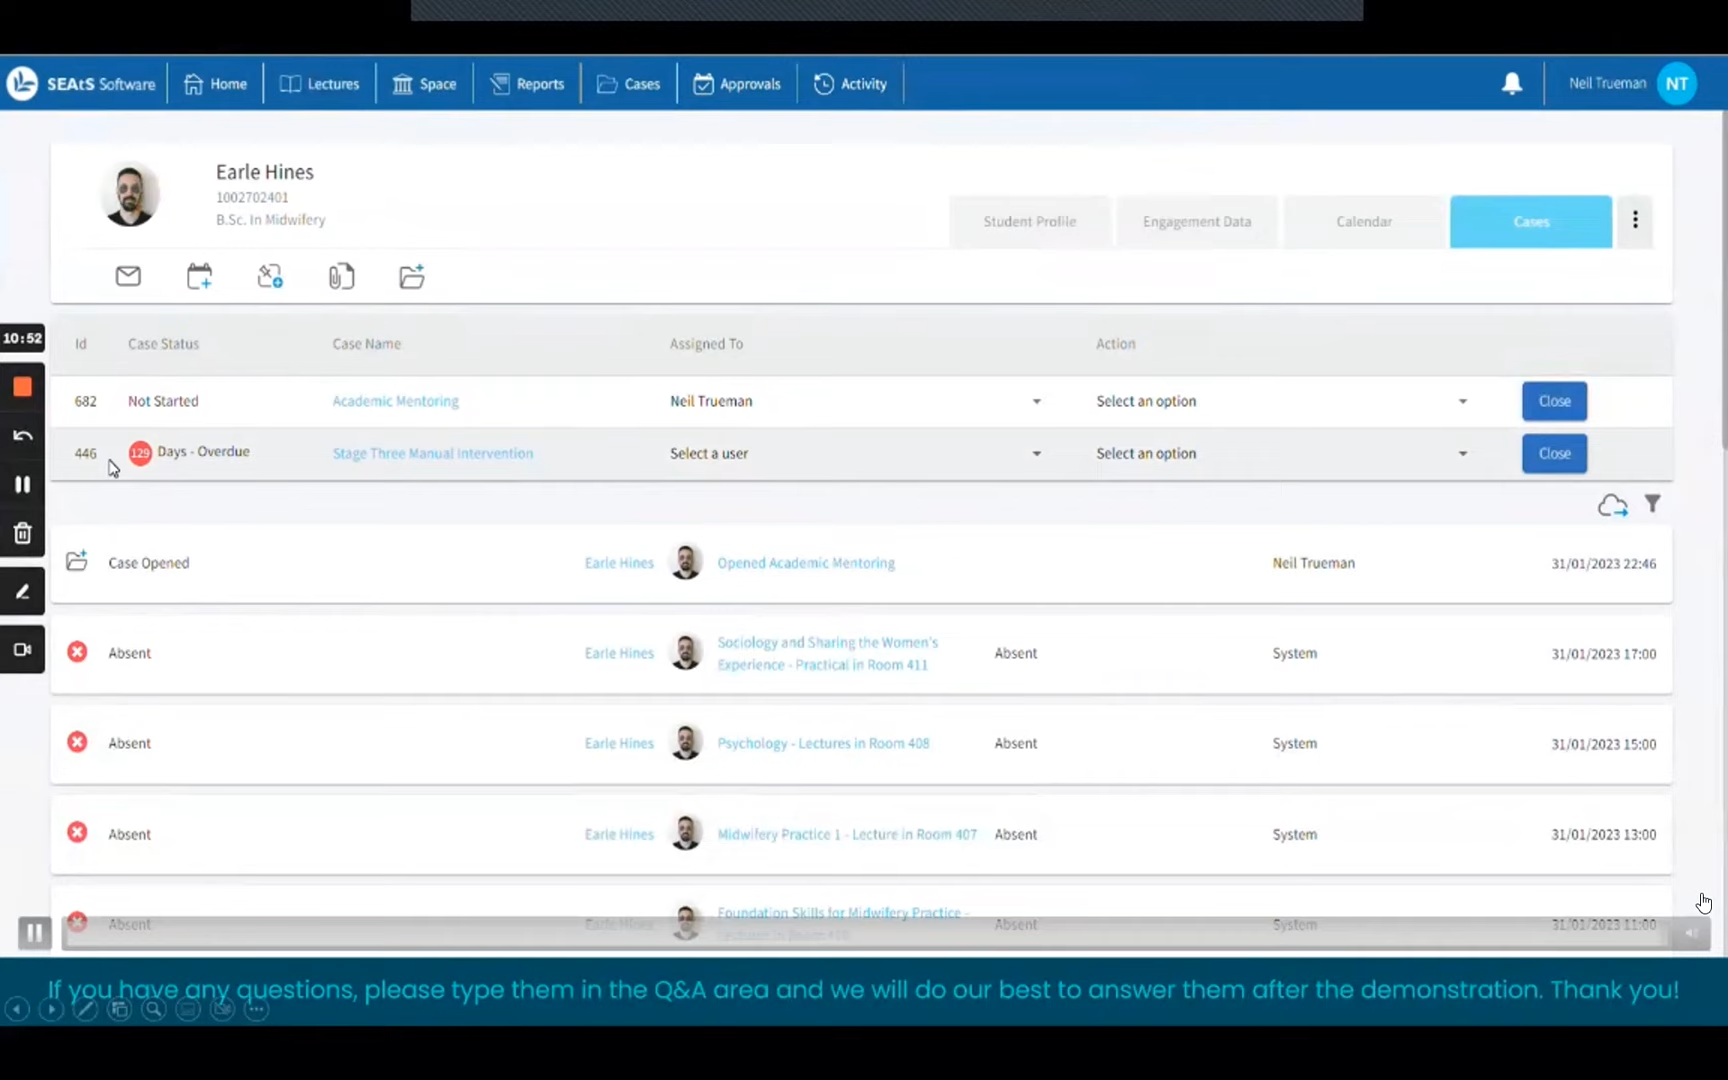 SEAtS Software
Home
Lectures
Space
Reports
Cases
Approvals
Activity
Neil Trueman
NT
Earle Hines
1002702401
B.Sc. In Midwifery
Student Profile
Engagement Data
Calendar
Cases
10:52
Id
Case Status
Case Name
Assigned To
Action
682
Not Started
Academic Mentoring
Neil Trueman
Select an option
Close
446
129
Days - Overdue
Stage Three Manual Intervention
Select a user
Select an option
Close
Case Opened
Earle Hines
Opened Academic Mentoring
Neil Trueman
31/01/2023 22:46
Absent
Earle Hines
Sociology and Sharing the Women's
Experience - Practical in Room 411
Absent
System
31/01/2023 17:00
Absent
Earle Hines
Psychology - Lectures in Room 408
Absent
System
31/01/2023 15:00
Absent
Earle Hines
Midwifery Practice 1 - Lecture in Room 407
Absent
System
31/01/2023 13:00
Absent
Earle Hines
Foundation Skills for Midwifery Practice -
Absent
System
31/01/2023 11:00
If you have any questions, please type them in the Q&A area and we will do our best to answer them after the demonstration. Thank you!